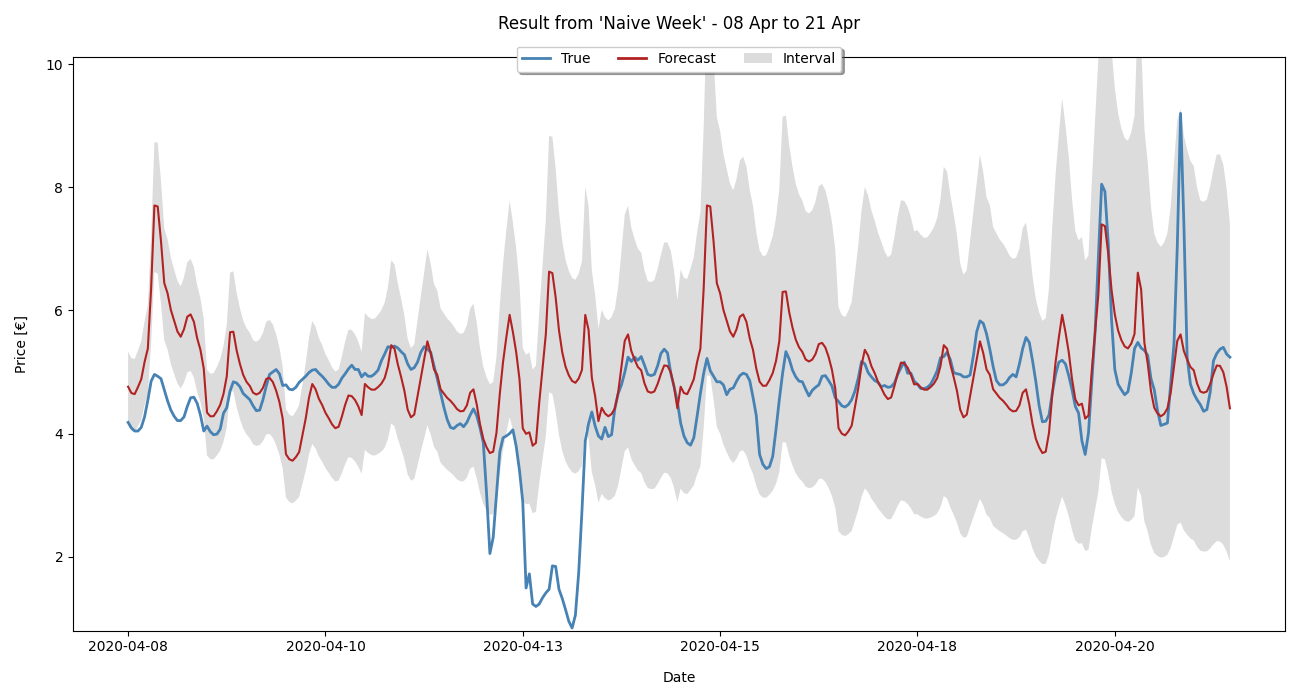 Result from 'Naive Week' - 08 Apr to 21 Apr
True Forecast Interval
10
8
6
4
2
Price [€]
2020-04-08 2020-04-10 2020-04-13 2020-04-15 2020-04-18 2020-04-20
Date